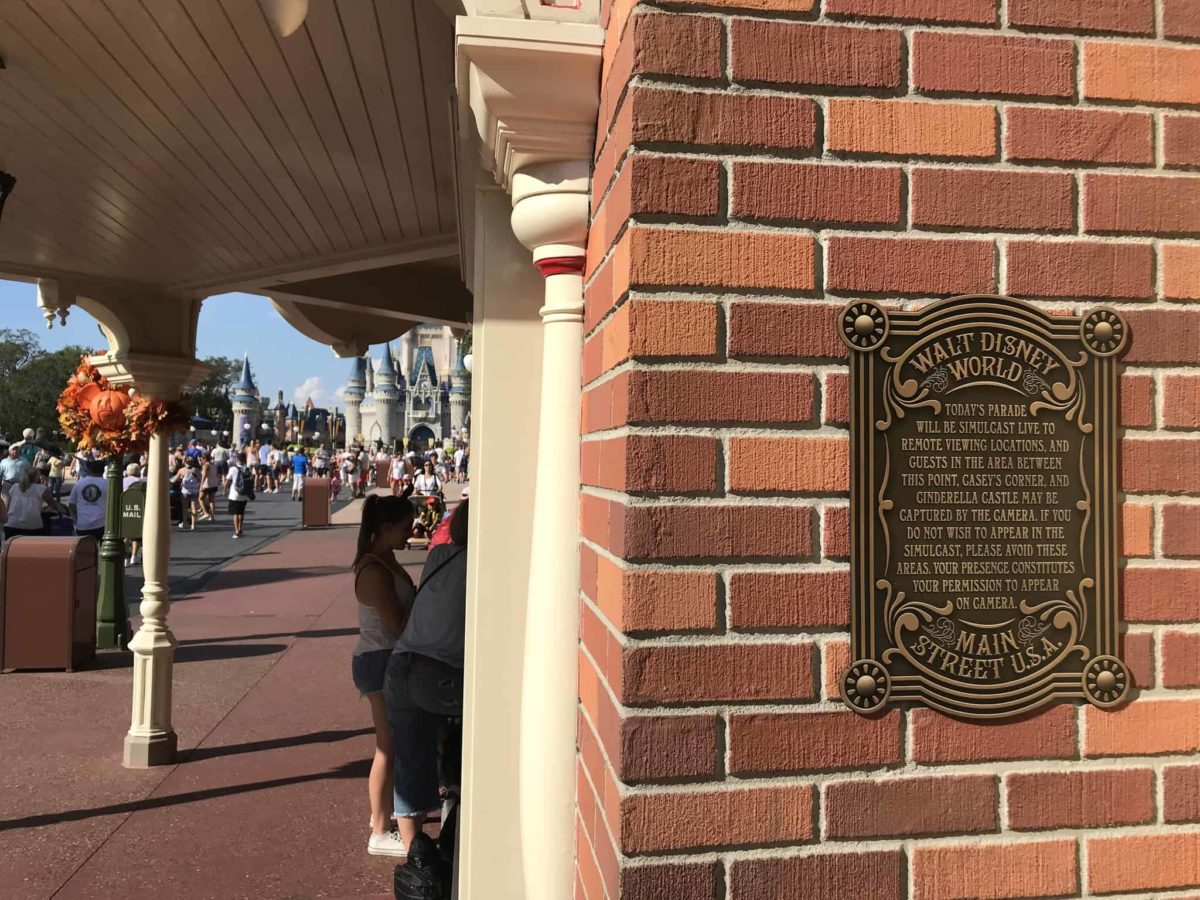 U.S.
MAIL
WALT DISNEY
WORLD
TODAY'S PARADE
WILL BE SIMULCAST LIVE TO
REMOTE VIEWING LOCATIONS, AND
GUESTS IN THE AREA BETWEEN
THIS POINT, CASEY'S CORNER, AND
CINDERELLA CASTLE MAY BE
CAPTURED BY THE CAMERA. IF YOU
DO NOT WISH TO APPEAR IN THE
SIMULCAST, PLEASE AVOID THESE
AREAS. YOUR PRESENCE CONSTITUTES
YOUR PERMISSION TO APPEAR
ON CAMERA.
MAIN
STREET U.S.A.